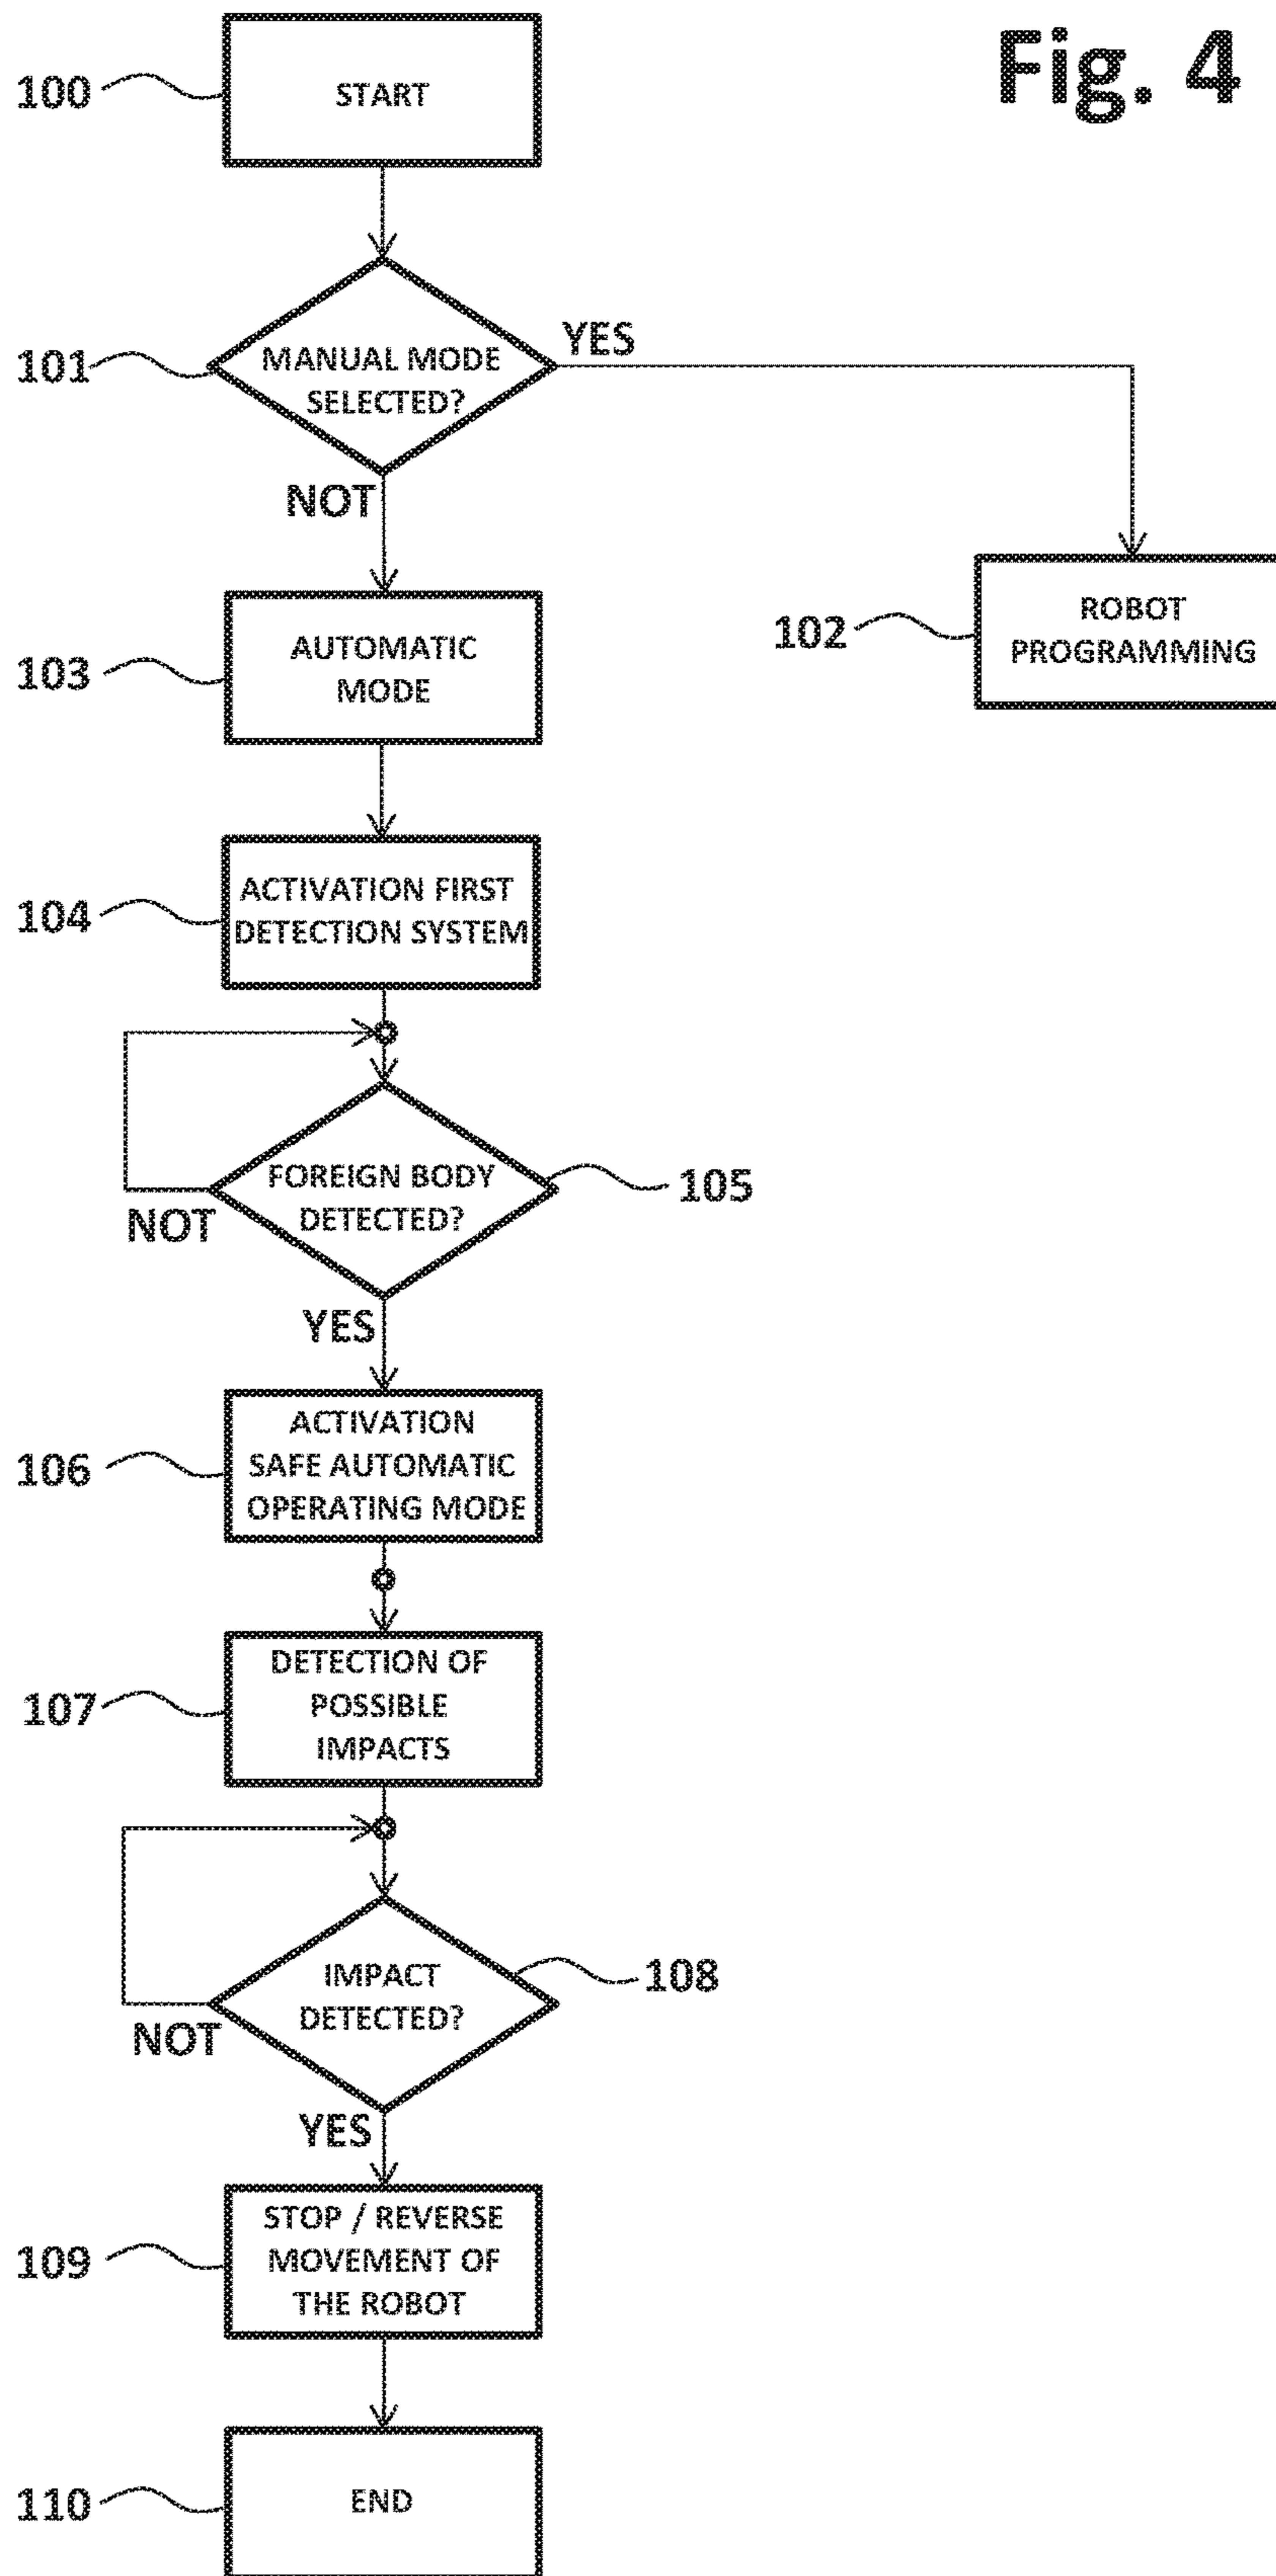 Fig. 4
100
START
101
MANUAL MODE
SELECTED?
YES
NOT
102
ROBOT
PROGRAMMING
103
AUTOMATIC
MODE
104
ACTIVATION FIRST
DETECTION SYSTEM
FOREIGN BODY
DETECTED?
105
NOT
YES
106
ACTIVATION
SAFE AUTOMATIC
OPERATING MODE
107
DETECTION OF
POSSIBLE
IMPACTS
IMPACT
DETECTED?
108
NOT
YES
109
STOP / REVERSE
MOVEMENT OF
THE ROBOT
110
END